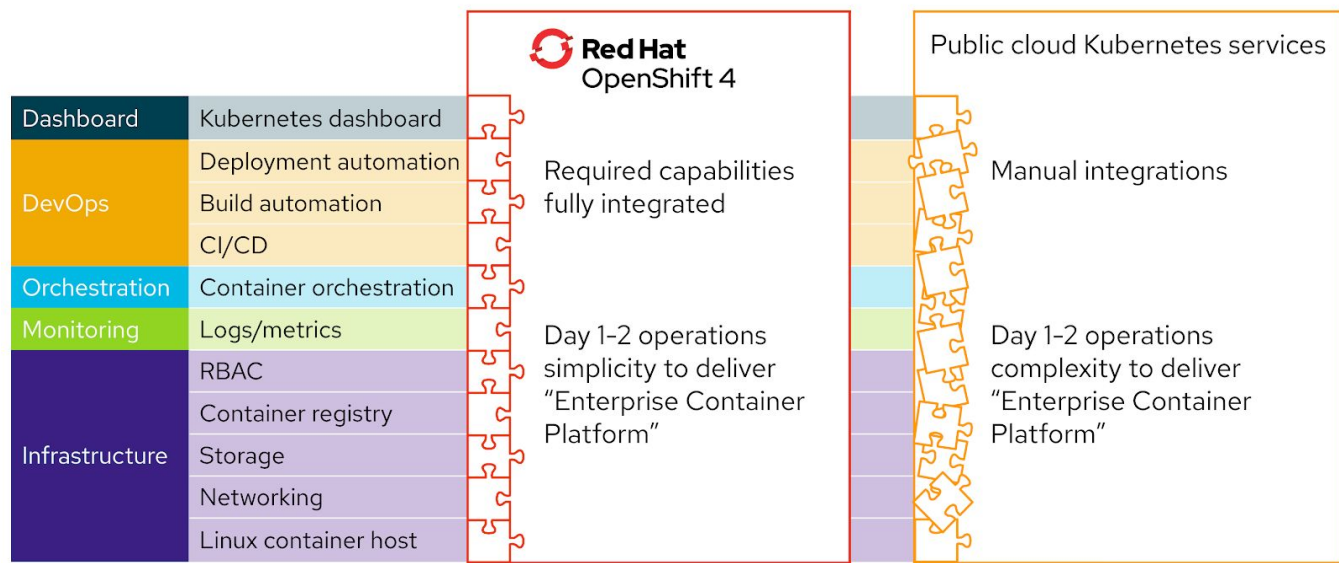 Red Hat
OpenShift 4
Public cloud Kubernetes services
Dashboard
Kubernetes dashboard
DevOps
Deployment automation
Build automation
CI/CD
Orchestration
Container orchestration
Monitoring
Logs/metrics
Infrastructure
RBAC
Container registry
Storage
Networking
Linux container host
Required capabilities
fully integrated
Day 1-2 operations
simplicity to deliver
“Enterprise Container
Platform”
Manual integrations
Day 1-2 operations
complexity to deliver
“Enterprise Container
Platform”